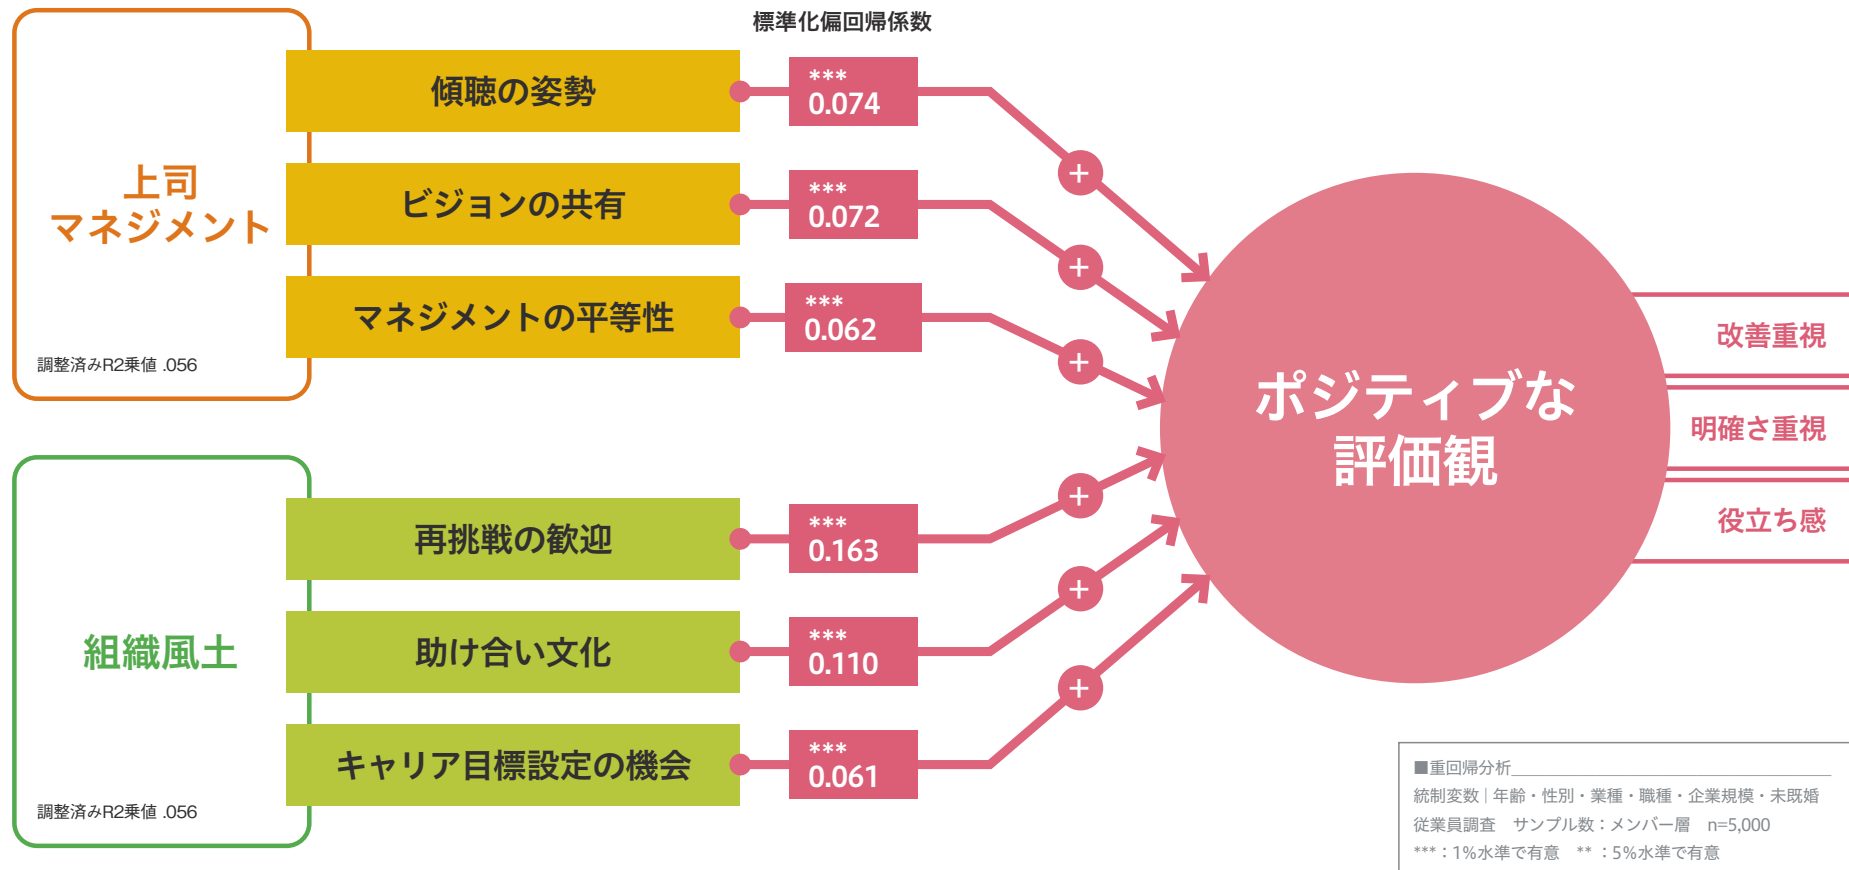 標準化偏回帰係数
上司
マネジメント
調整済みR2乗値 .056
傾聴の姿勢
***
0.074
+
ビジョンの共有
***
0.072
+
マネジメントの平等性
***
0.062
+
組織風土
調整済みR2乗値 .056
再挑戦の歓迎
***
0.163
+
助け合い文化
***
0.110
+
キャリア目標設定の機会
***
0.061
+
ポジティブな
評価観
改善重視
明確さ重視
役立ち感
■重回帰分析
統制変数｜年齢・性別・業種・職種・企業規模・未既婚
従業員調査　サンプル数：メンバー層　n=5,000
***：1%水準で有意　**：5%水準で有意